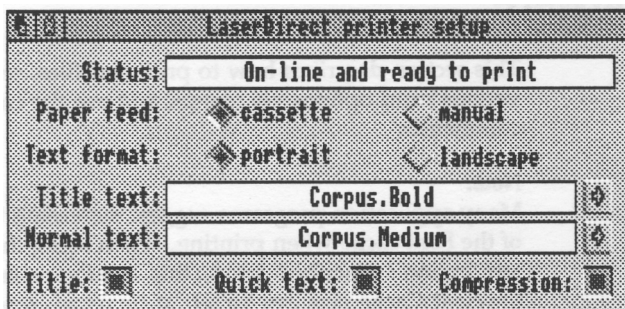 LaserDirect printer setup
Status: On-line and ready to print
Paper feed: cassette manual
Text format: portrait landscape
Title text: Corpus.Bold
Normal text: Corpus.Medium
Title: Quick text: Compression: